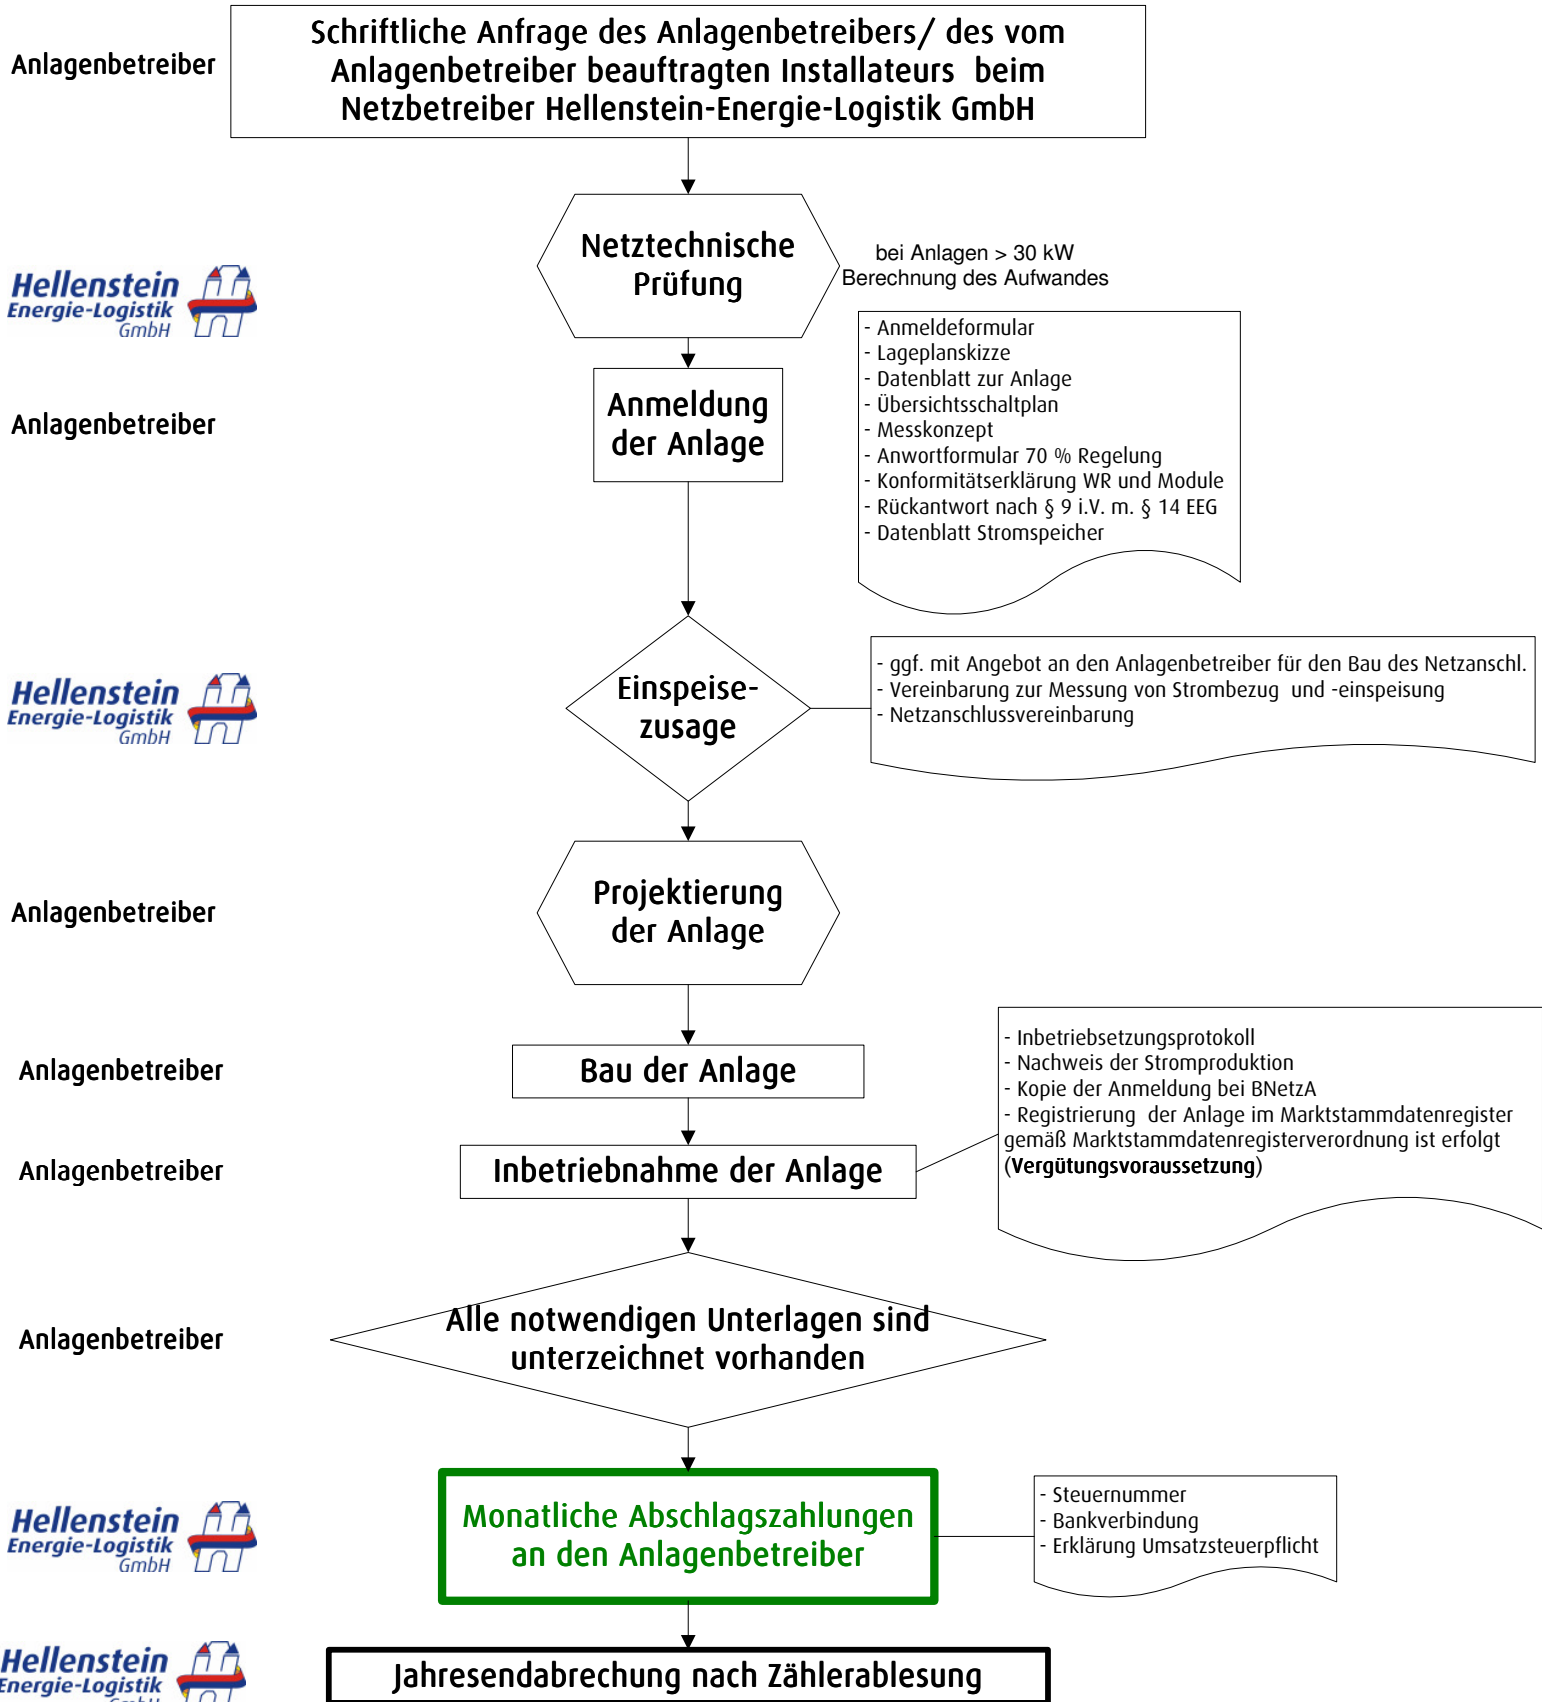 Anlagenbetreiber
Schriftliche Anfrage des Anlagenbetreibers/ des vom
Anlagenbetreiber beauftragten Installateurs beim
Netzbetreiber Hellenstein-Energie-Logistik GmbH
Hellenstein
Energie-Logistik
GmbH
Netztechnische
Prüfung
bei Anlagen > 30 kW
Berechnung des Aufwandes
Anlagenbetreiber
Anmeldung
der Anlage
- Anmeldeformular
- Lageplanskizze
- Datenblatt zur Anlage
- Übersichtsschaltplan
- Messkonzept
- Anwortformular 70 % Regelung
- Konformitätserklärung WR und Module
- Rückantwort nach § 9 i.V. m. § 14 EEG
- Datenblatt Stromspeicher
Hellenstein
Energie-Logistik
GmbH
Einspeise-
zusage
- ggf. mit Angebot an den Anlagenbetreiber für den Bau des Netzanschl.
- Vereinbarung zur Messung von Strombezug und -einspeisung
- Netzanschlussvereinbarung
Anlagenbetreiber
Projektierung
der Anlage
Anlagenbetreiber
Bau der Anlage
Anlagenbetreiber
Inbetriebnahme der Anlage
- Inbetriebsetzungsprotokoll
- Nachweis der Stromproduktion
- Kopie der Anmeldung bei BNetzA
- Registrierung der Anlage im Marktstammdatenregister
gemäß Marktstammdatenregisterverordnung ist erfolgt
(Vergütungsvoraussetzung)
Anlagenbetreiber
Alle notwendigen Unterlagen sind
unterzeichnet vorhanden
Hellenstein
Energie-Logistik
GmbH
Monatliche Abschlagszahlungen
an den Anlagenbetreiber
- Steuernummer
- Bankverbindung
- Erklärung Umsatzsteuerpflicht
Hellenstein
Energie-Logistik
GmbH
Jahresendabrechung nach Zählerablesung